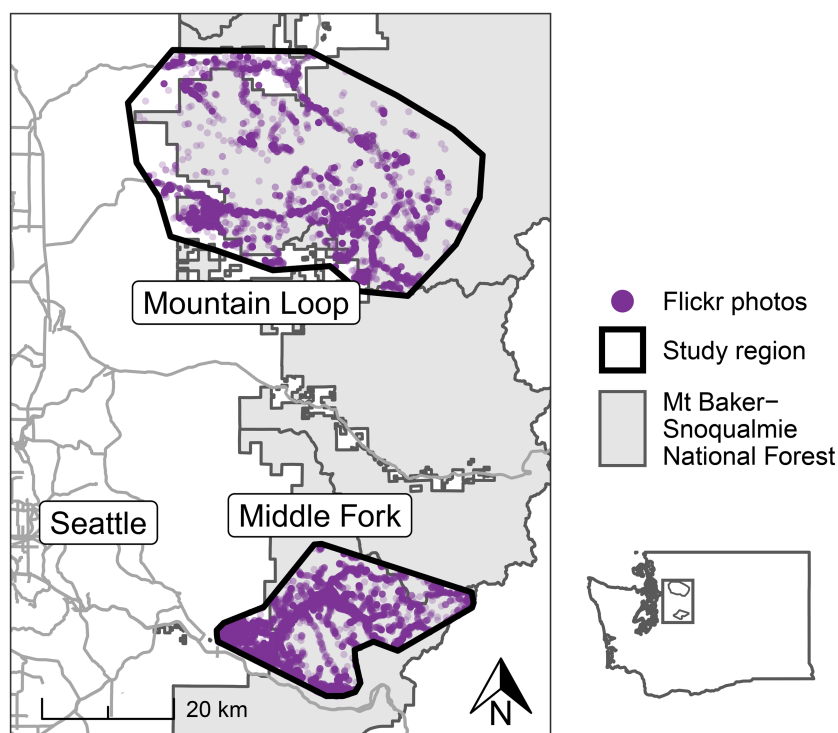 Mountain Loop
Flickr photos
Study region
Mt Baker−
Snoqualmie
National Forest
Middle Fork
Seattle
20 km
N